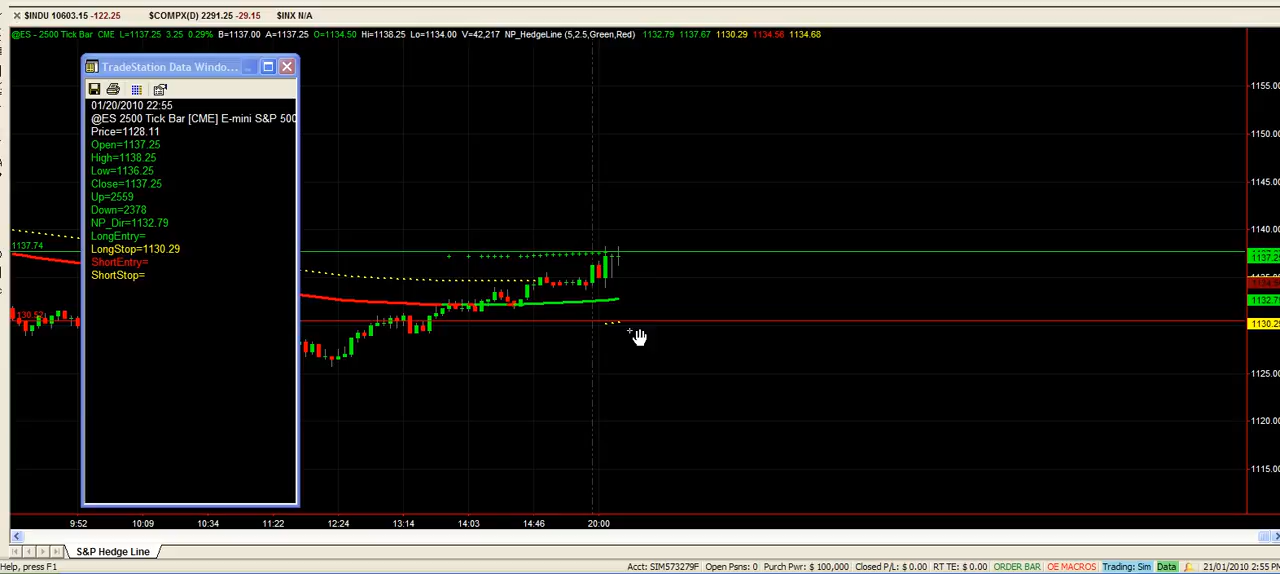 $INDU 10603.15 -122.25 $COMPX(D) 2291.25 -29.15 $INX N/A
@ES - 2500 Tick Bar CME L=1137.25 3.25 0.29% B=1137.00 A=1137.25 O=1134.50 Hi=1138.25 Lo=1134.00 V=42,217 NP_HedgeLine (5,2.5,Green,Red) 1132.79 1137.67 1130.29 1134.56 1134.68
TradeStation Data Windo...
01/20/2010 22:55
@ES 2500 Tick Bar [CME] E-mini S&P 500
Price=1128.11
Open=1137.25
High=1138.25
Low=1136.25
Close=1137.25
Up=2559
Down=2378
NP_Dir=1132.79
LongEntry=
LongStop=1130.29
ShortEntry=
ShortStop=
1137.74
1130.52
1155.00
1150.00
1145.00
1140.00
1137.25
1132.79
1130.29
1125.00
1120.00
1115.00
9:52 10:09 10:34 11:22 12:24 13:14 14:03 14:46 20:00
S&P Hedge Line
Help, press F1 Acct: SIM573279F Open Psns: 0 Purch Pwr: $ 100,000 Closed P/L: $ 0.00 RT TE: $ 0.00 ORDER BAR OE MACROS Trading: Sim Data 21/01/2010 2:55 P